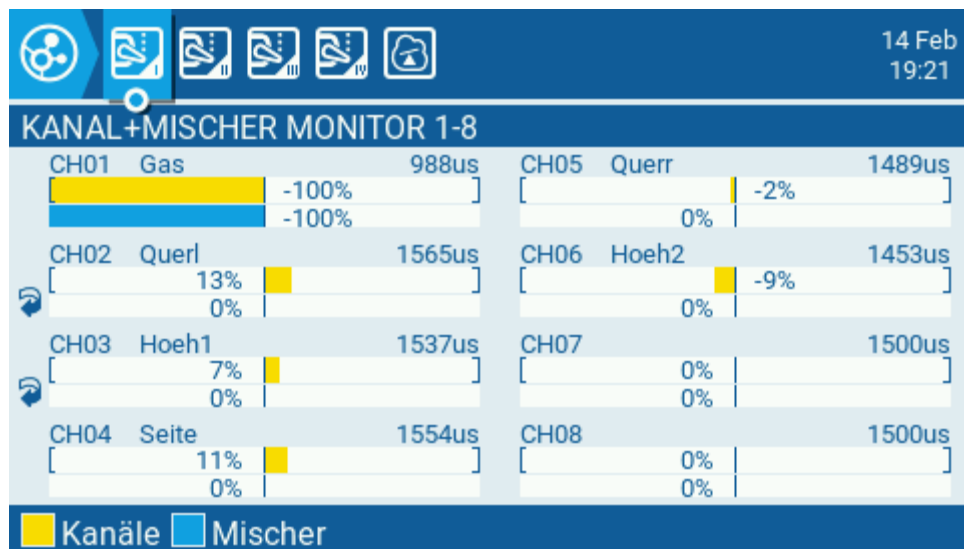 14 Feb
19:21
KANAL+MISCHER MONITOR 1-8
CH01 Gas 988us
-100%
-100%
CH02 Querl 1565us
13%
0%
CH03 Hoeh1 1537us
7%
0%
CH04 Seite 1554us
11%
0%
CH05 Querr 1489us
-2%
0%
CH06 Hoeh2 1453us
-9%
0%
CH07 1500us
0%
0%
CH08 1500us
0%
0%
Kanäle Mischer